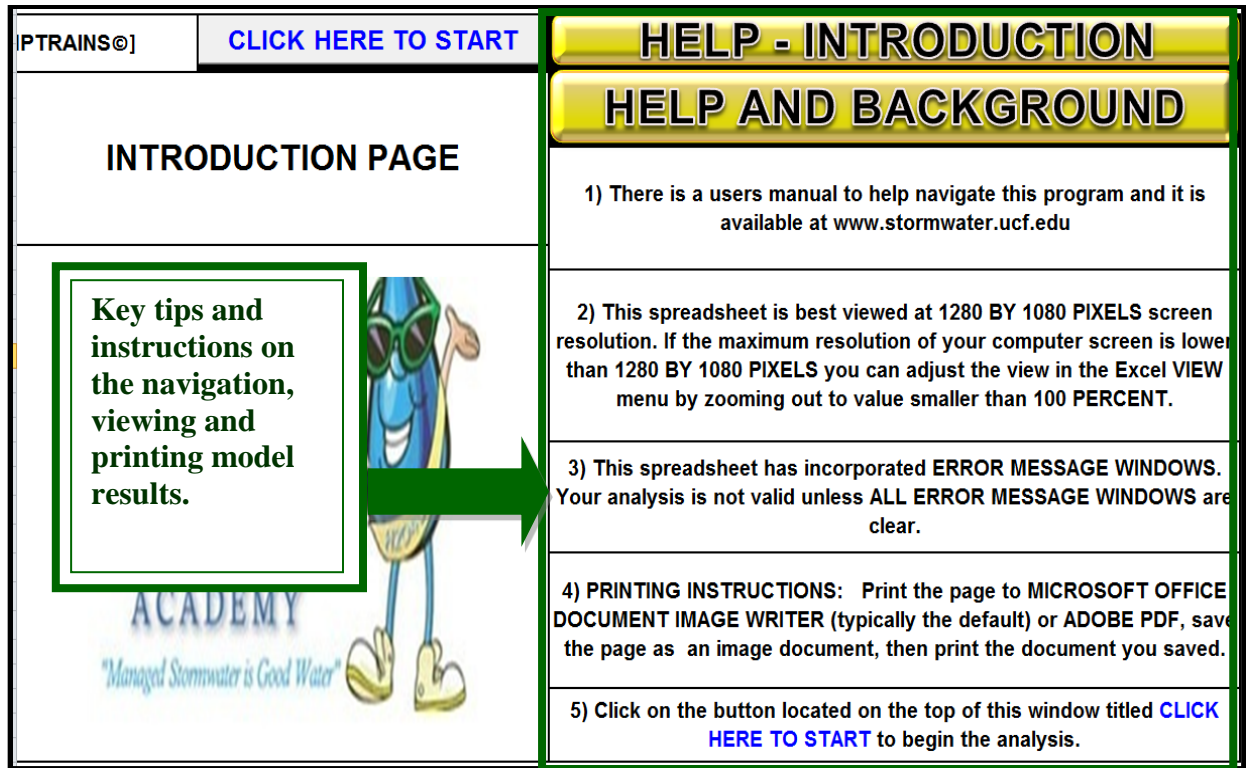 IPTRAINS©]
CLICK HERE TO START
INTRODUCTION PAGE
Key tips and
instructions on
the navigation,
viewing and
printing model
results.
ACADEMY
"Managed Stormwater is Good Water"
HELP - INTRODUCTION
HELP AND BACKGROUND
1) There is a users manual to help navigate this program and it is
available at www.stormwater.ucf.edu
2) This spreadsheet is best viewed at 1280 BY 1080 PIXELS screen
resolution. If the maximum resolution of your computer screen is lower
than 1280 BY 1080 PIXELS you can adjust the view in the Excel VIEW
menu by zooming out to value smaller than 100 PERCENT.
3) This spreadsheet has incorporated ERROR MESSAGE WINDOWS.
Your analysis is not valid unless ALL ERROR MESSAGE WINDOWS are
clear.
4) PRINTING INSTRUCTIONS: Print the page to MICROSOFT OFFICE
DOCUMENT IMAGE WRITER (typically the default) or ADOBE PDF, save
the page as an image document, then print the document you saved.
5) Click on the button located on the top of this window titled CLICK
HERE TO START to begin the analysis.